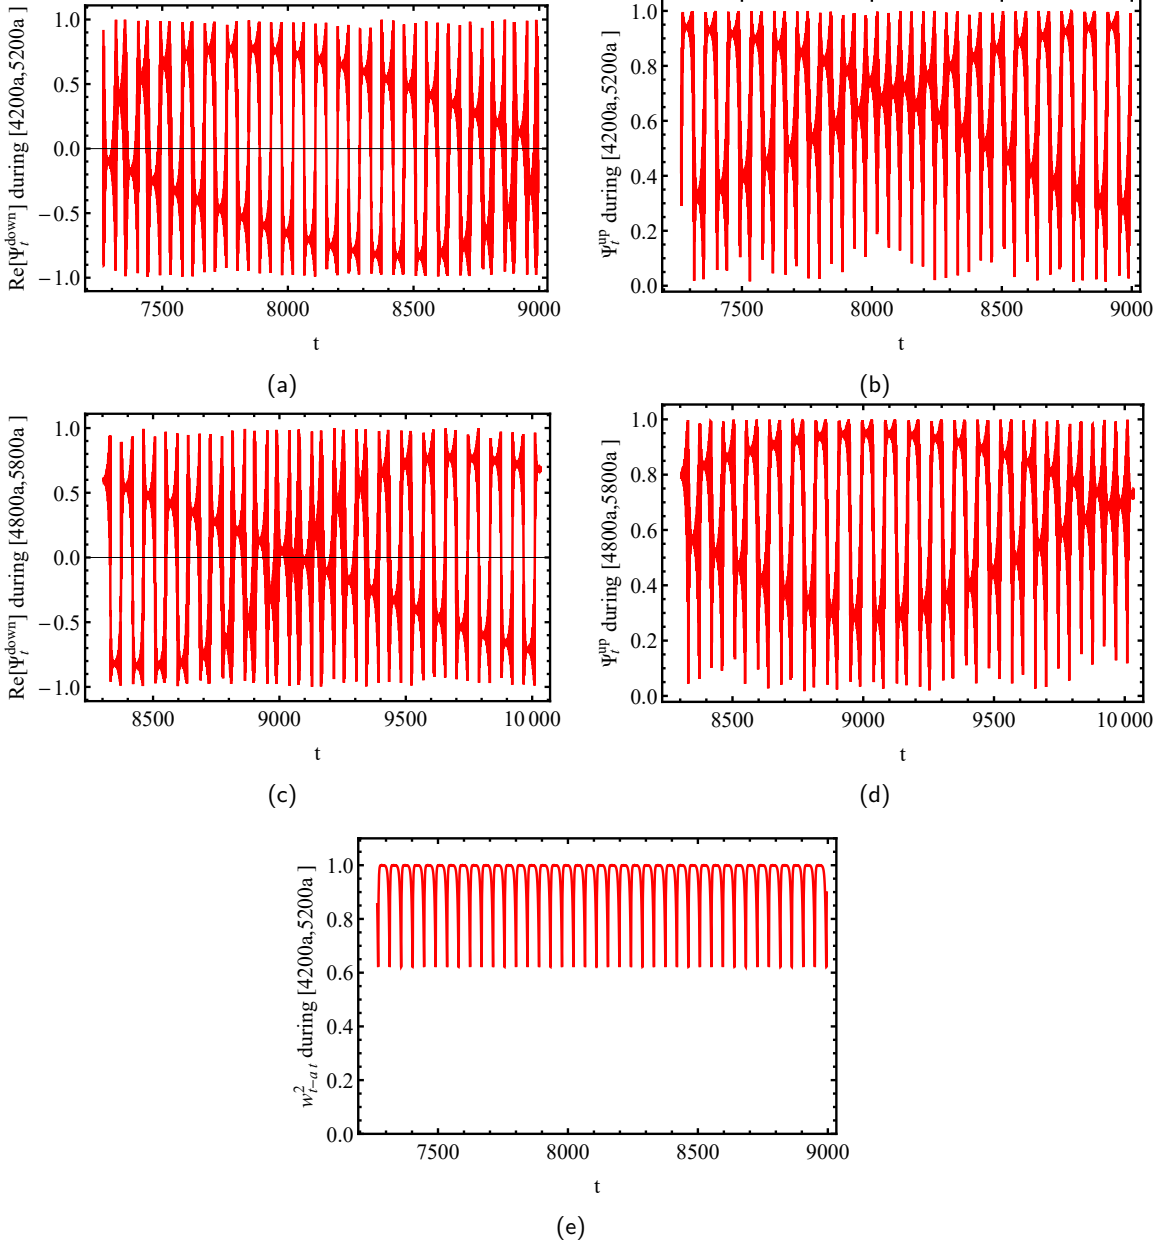 Re[Ψ_t^down] during [4200a,5200a ]
1.0
0.5
0.0
−0.5
−1.0
7500 8000 8500 9000
t
(a)
Ψ_t^up during [4200a,5200a ]
1.0
0.8
0.6
0.4
0.2
0.0
7500 8000 8500 9000
t
(b)
Re[Ψ_t^down] during [4800a,5800a ]
1.0
0.5
0.0
−0.5
−1.0
8500 9000 9500 10 000
t
(c)
Ψ_t^up during [4800a,5800a ]
1.0
0.8
0.6
0.4
0.2
0.0
8500 9000 9500 10 000
t
(d)
w_{t−a t}^2 during [4200a,5200a ]
1.0
0.8
0.6
0.4
0.2
0.0
7500 8000 8500 9000
t
(e)